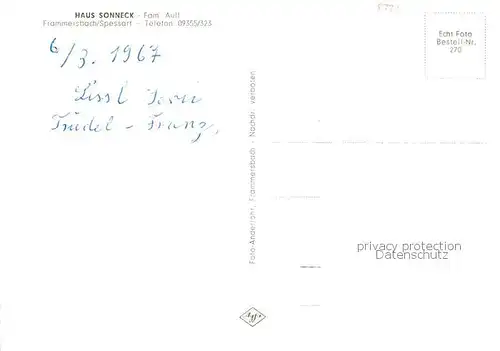 HAUS SONNECK - Fam. Ault
Frammersbach/Spessart - Telefon 09355/323
6/3. 1967
Trudel - Franz,
Foto-Anderlohr, Frammersbach - Nachdr. verboten
Echt Foto
Bestell-Nr.
270
privacy protection
Datenschutz
Agfa